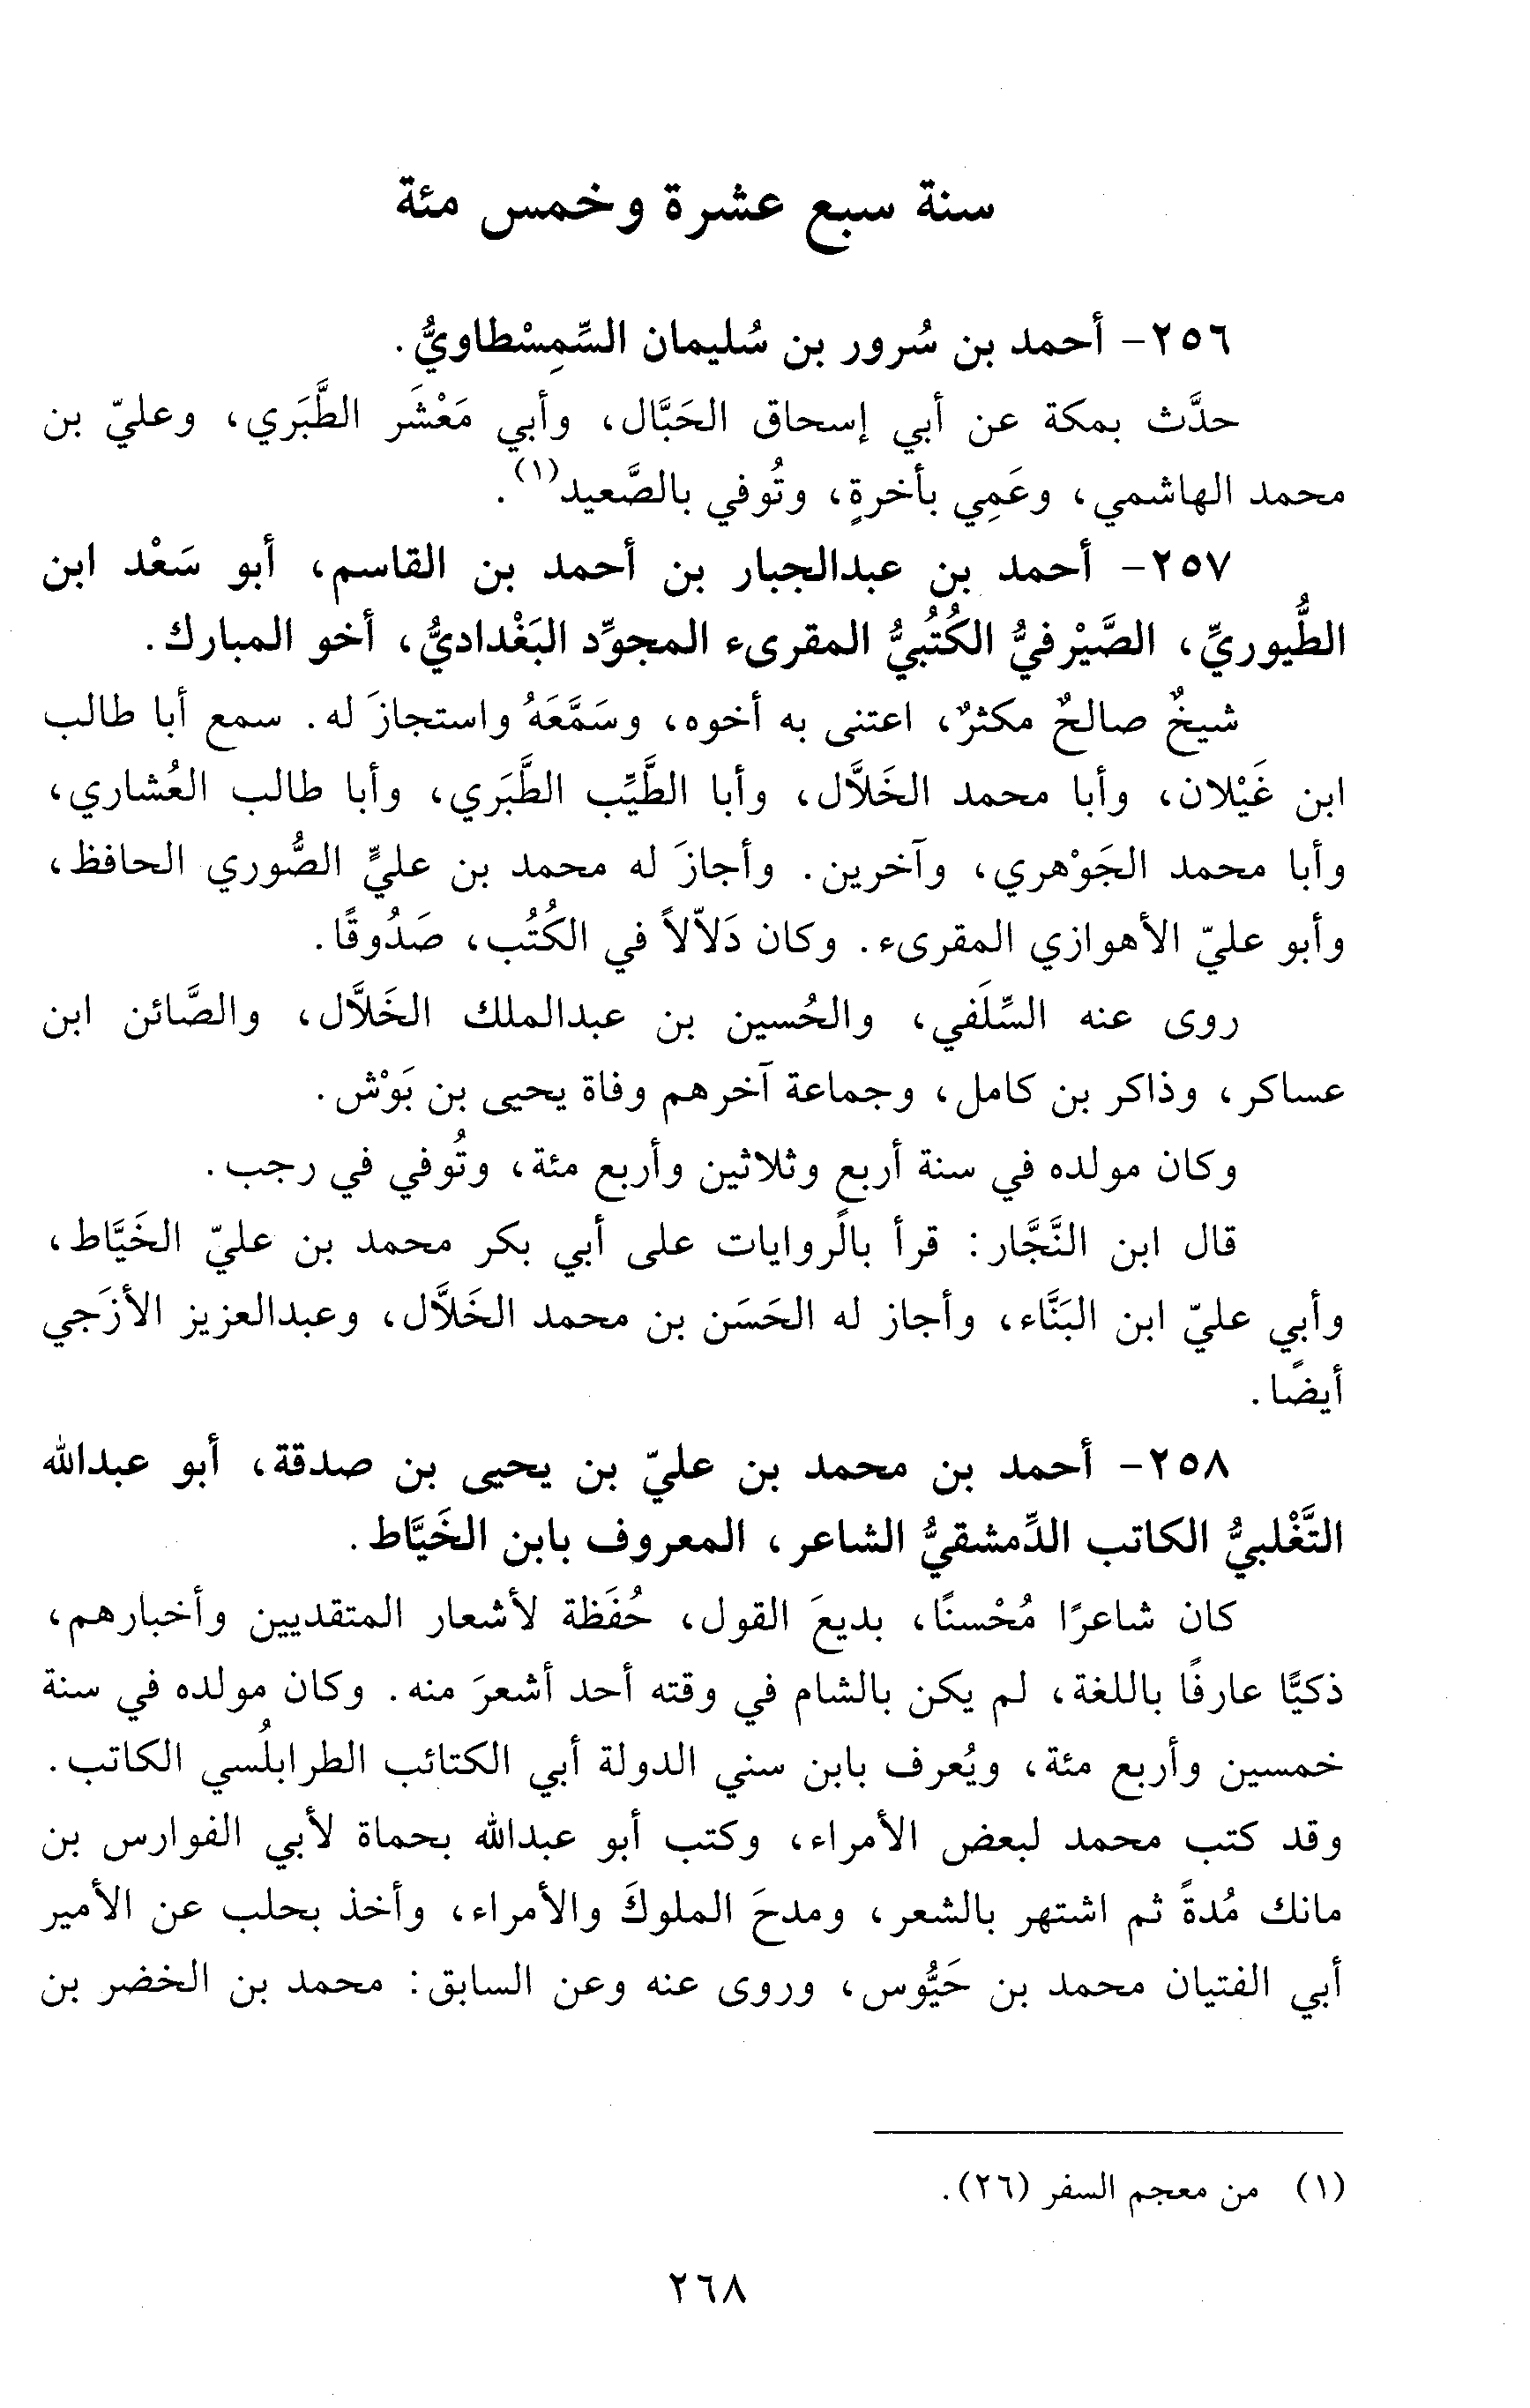 سنة سبع عشرة وخمس مئة
٢٥٦- أحمد بن سُرور بن سُليمان السِّمِسْطاويُّ.
حدَّث بمكة عن أبي إسحاق الحَبَّال، وأبي مَعْشَر الطَّبَري، وعليّ بن
محمد الهاشمي، وعَمِي بأخرةٍ، وتُوفي بالصَّعيد(١).
٢٥٧- أحمد بن عبدالجبار بن أحمد بن القاسم، أبو سَعْد ابن
الطُّيوريِّ، الصَّيْرفيُّ الكُتُبيُّ المقرىء المجوِّد البَغْداديُّ، أخو المبارك.
شيخٌ صالحٌ مكثرٌ، اعتنى به أخوه، وسَمَّعَهُ واستجازَ له. سمع أبا طالب
ابن غَيْلان، وأبا محمد الخَلاَّل، وأبا الطَّيِّب الطَّبَري، وأبا طالب العُشاري،
وأبا محمد الجَوْهري، وآخرين. وأجازَ له محمد بن عليٍّ الصُّوري الحافظ،
وأبو عليّ الأهوازي المقرىء. وكان دَلاّلاً في الكُتُب، صَدُوقًا.
روى عنه السِّلَفي، والحُسين بن عبدالملك الخَلاَّل، والصَّائن ابن
عساكر، وذاكر بن كامل، وجماعة آخرهم وفاة يحيى بن بَوْش.
وكان مولده في سنة أربع وثلاثين وأربع مئة، وتُوفي في رجب.
قال ابن النَّجَّار: قرأ بالروايات على أبي بكر محمد بن عليّ الخَيَّاط،
وأبي عليّ ابن البَنَّاء، وأجاز له الحَسَن بن محمد الخَلاَّل، وعبدالعزيز الأزَجي
أيضًا.
٢٥٨- أحمد بن محمد بن عليّ بن يحيى بن صدقة، أبو عبدالله
التَّغْلبيُّ الكاتب الدِّمشقيُّ الشاعر، المعروف بابن الخَيَّاط.
كان شاعرًا مُحْسنًا، بديعَ القول، حُفَظة لأشعار المتقدیین وأخبارهم،
ذكيًّا عارفًا باللغة، لم يكن بالشام في وقته أحد أشعرَ منه. وكان مولده في سنة
خمسين وأربع مئة، ويُعرف بابن سني الدولة أبي الكتائب الطرابلُسي الكاتب.
وقد كتب محمد لبعض الأمراء، وكتب أبو عبدالله بحماة لأبي الفوارس بن
مانك مُدةً ثم اشتهر بالشعر، ومدحَ الملوكَ والأمراء، وأخذ بحلب عن الأمير
أبي الفتيان محمد بن حَيُّوس، وروى عنه وعن السابق: محمد بن الخضر بن
(١) من معجم السفر (٢٦).
٢٦٨